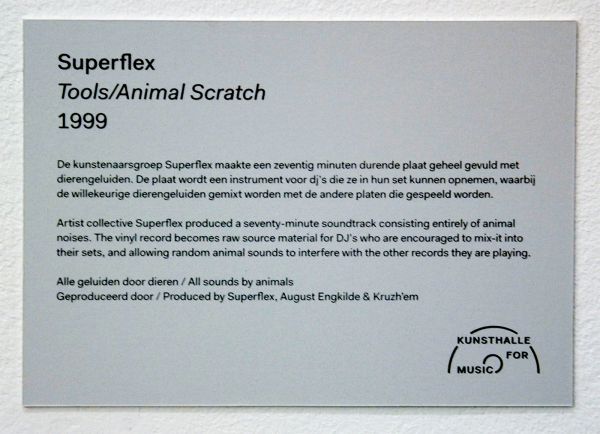 Superflex
Tools/Animal Scratch
1999
De kunstenaarsgroep Superflex maakte een zeventig minuten durende plaat geheel gevuld met
dierengeluiden. De plaat wordt een instrument voor dj's die ze in hun set kunnen opnemen, waarbij
de willekeurige dierengeluiden gemixt worden met de andere platen die gespeeld worden.
Artist collective Superflex produced a seventy-minute soundtrack consisting entirely of animal
noises. The vinyl record becomes raw source material for DJ's who are encouraged to mix-it into
their sets, and allowing random animal sounds to interfere with the other records they are playing.
Alle geluiden door dieren / All sounds by animals
Geproduceerd door / Produced by Superflex, August Engkilde & Kruzh'em
KUNSTHALLE
FOR
MUSIC